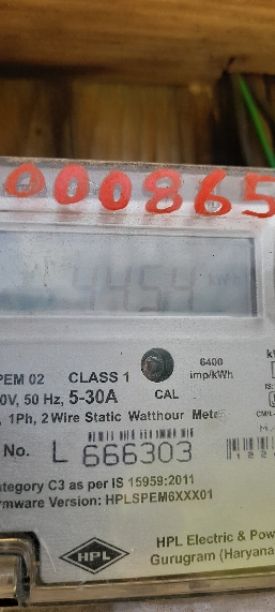 000865
kWh
6400
PEM 02 CLASS 1 imp/kWh
0V, 50 Hz, 5-30A CAL
, 1Ph, 2 Wire Static Watthour Mete
No. L 666303
ategory C3 as per IS 15959:2011
rmware Version: HPLSPEM6XXX01
HPL
HPL Electric & Pow
Gurugram (Haryana